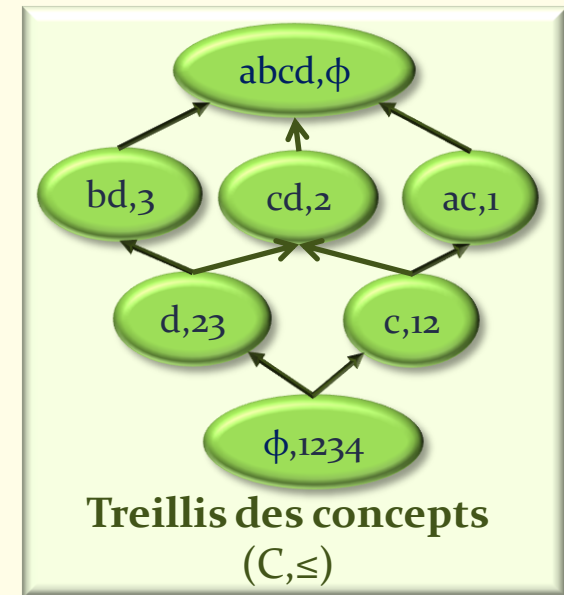 abcd,ϕ
bd,3
cd,2
ac,1
d,23
c,12
ϕ,1234
Treillis des concepts
(C,≤)